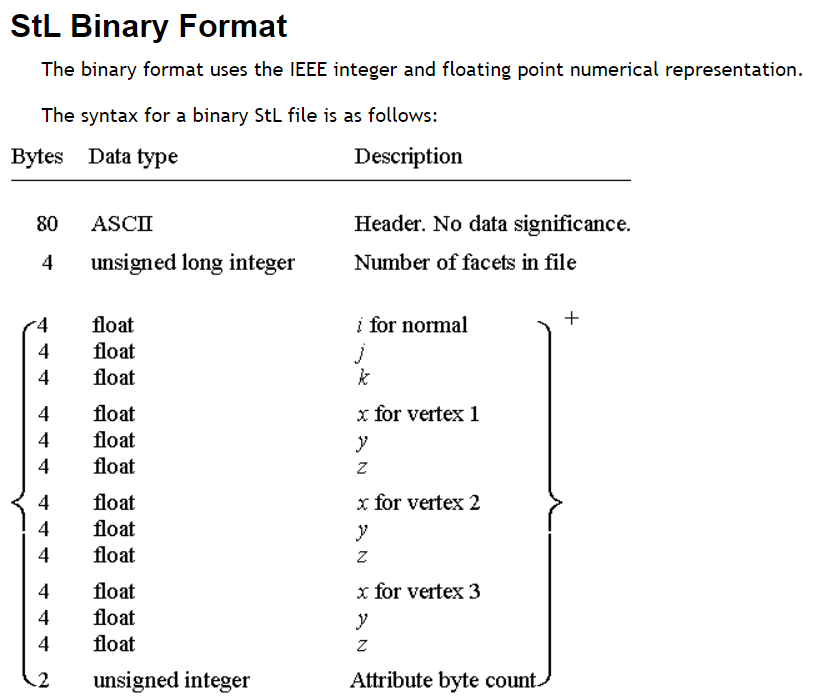 StL Binary Format
The binary format uses the IEEE integer and floating point numerical representation.
The syntax for a binary StL file is as follows:
Bytes Data type Description
80 ASCII Header. No data significance.
4 unsigned long integer Number of facets in file
4 float i for normal +
4 float j
4 float k
4 float x for vertex 1
4 float y
4 float z
4 float x for vertex 2
4 float y
4 float z
4 float x for vertex 3
4 float y
4 float z
2 unsigned integer Attribute byte count